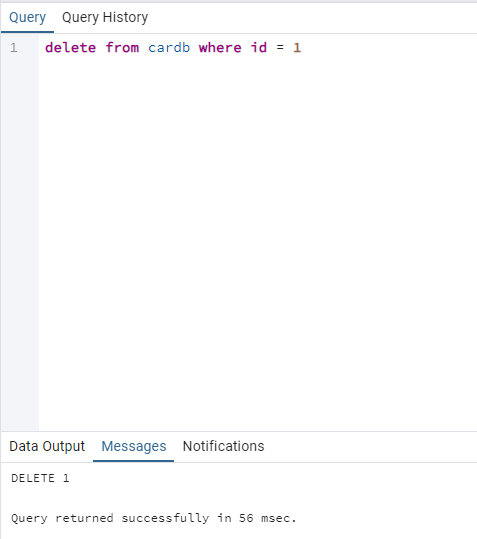 Query Query History
1 delete from cardb where id = 1
Data Output Messages Notifications
DELETE 1
Query returned successfully in 56 msec.